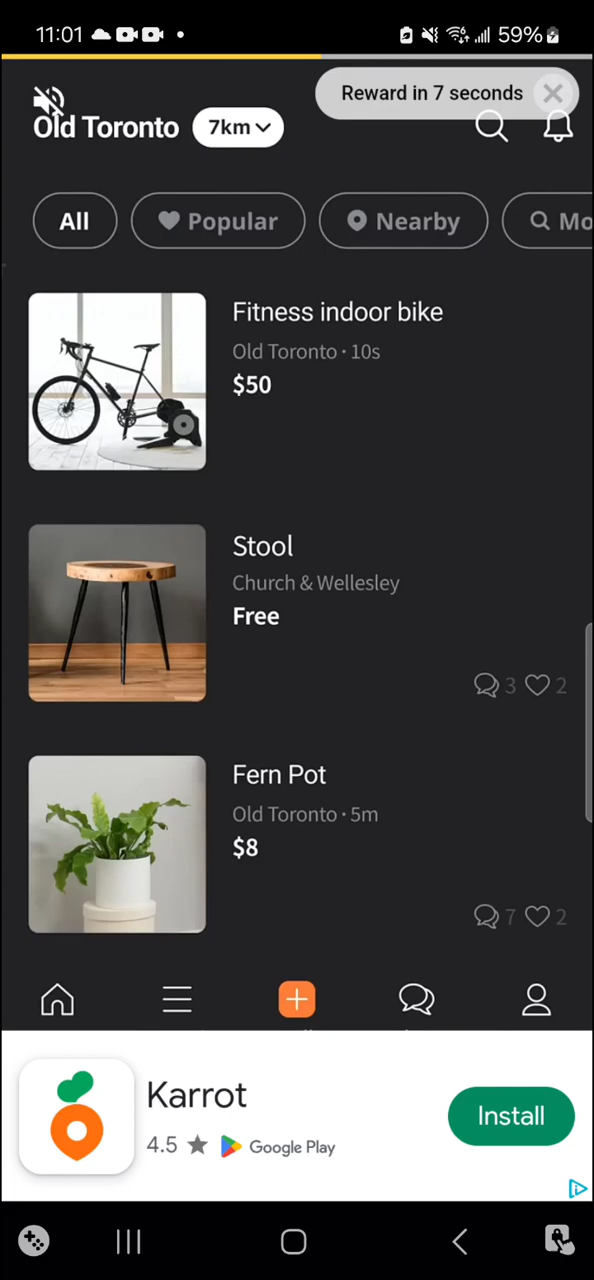 11:01
59%
Reward in 7 seconds
Old Toronto
7km
All
Popular
Nearby
Mo
Fitness indoor bike
Old Toronto · 10s
$50
Stool
Church & Wellesley
Free
3
2
Fern Pot
Old Toronto · 5m
$8
7
2
Karrot
Install
4.5 ★ Google Play